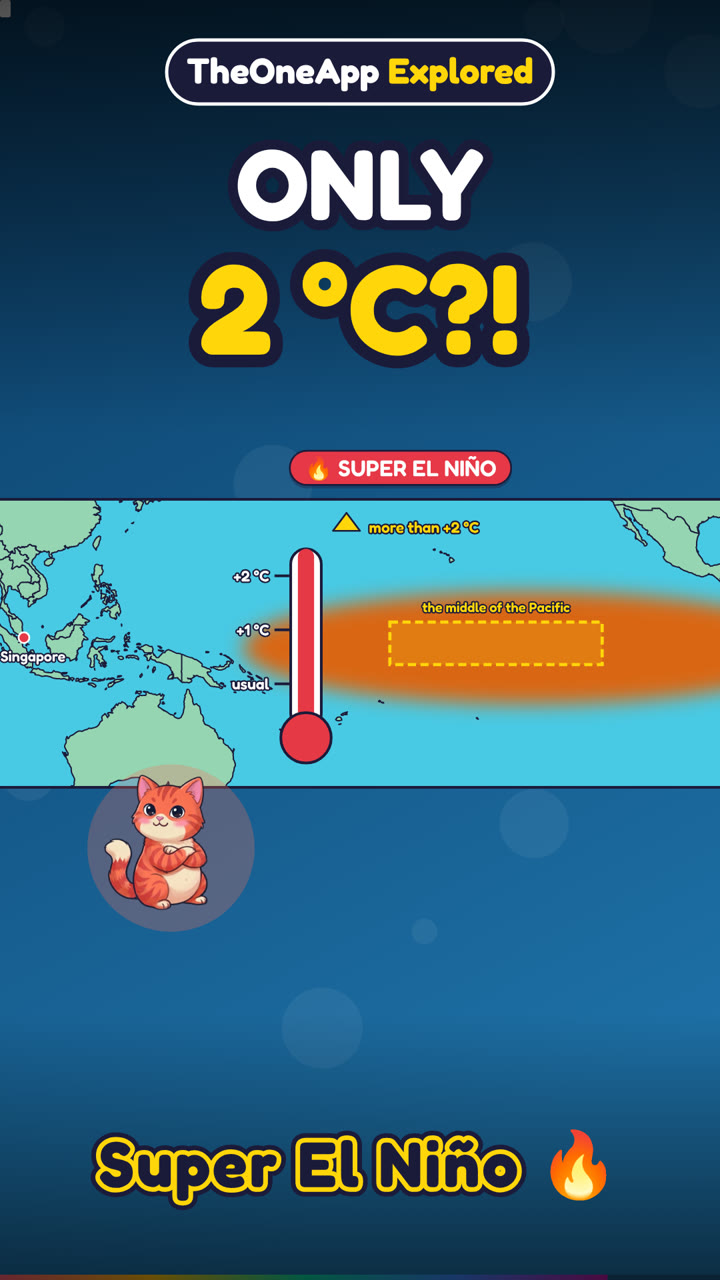 TheOneApp Explored
ONLY
2 °C?!
🔥 SUPER EL NIÑO
more than +2 °C
+2 °C
the middle of the Pacific
+1 °C
Singapore
usual
Super El Niño 🔥